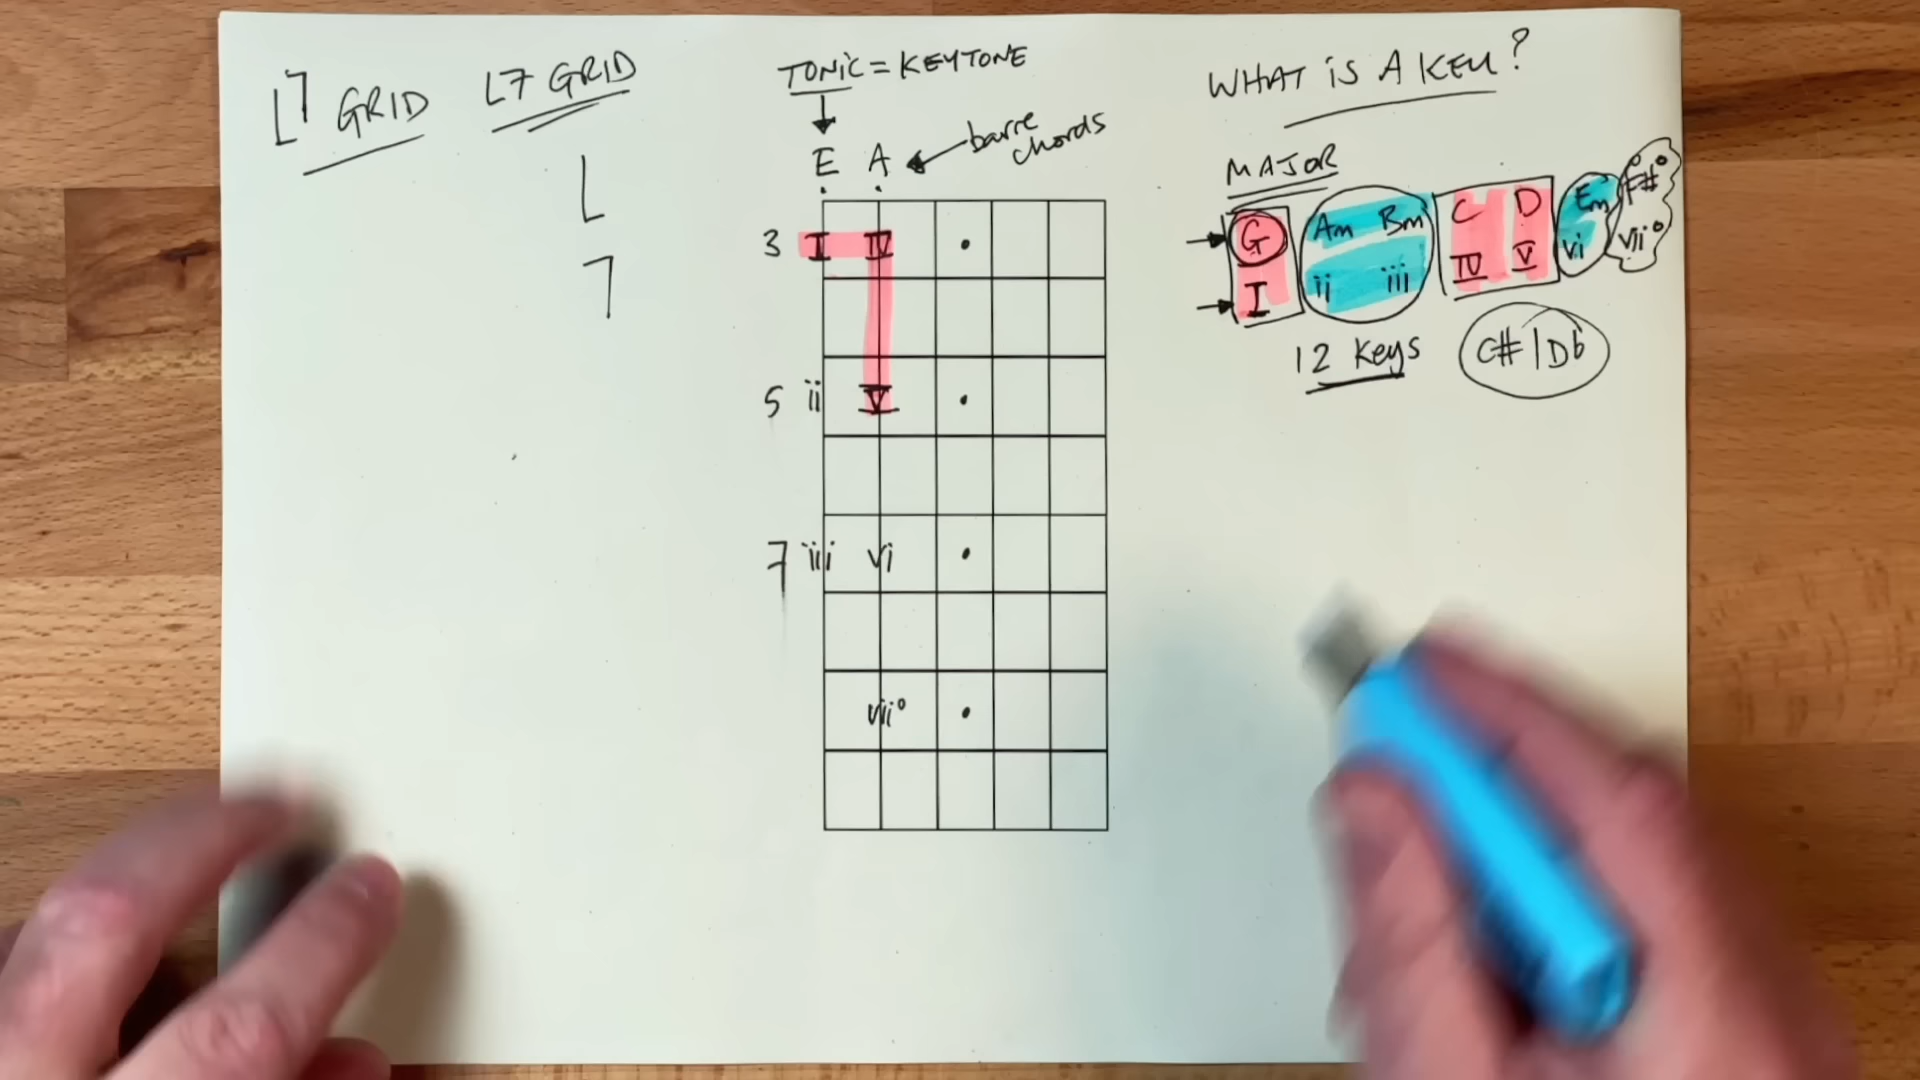 L7 GRID
L7 GRID
L
7
TONIC = KEYTONE
E A
barre
chords
3 I IV
5 ii V
7 iii vi
vii°
WHAT IS A KEY?
MAJOR
G Am Bm C D Em F#°
I ii iii IV V vi vii°
12 Keys
C# | Db